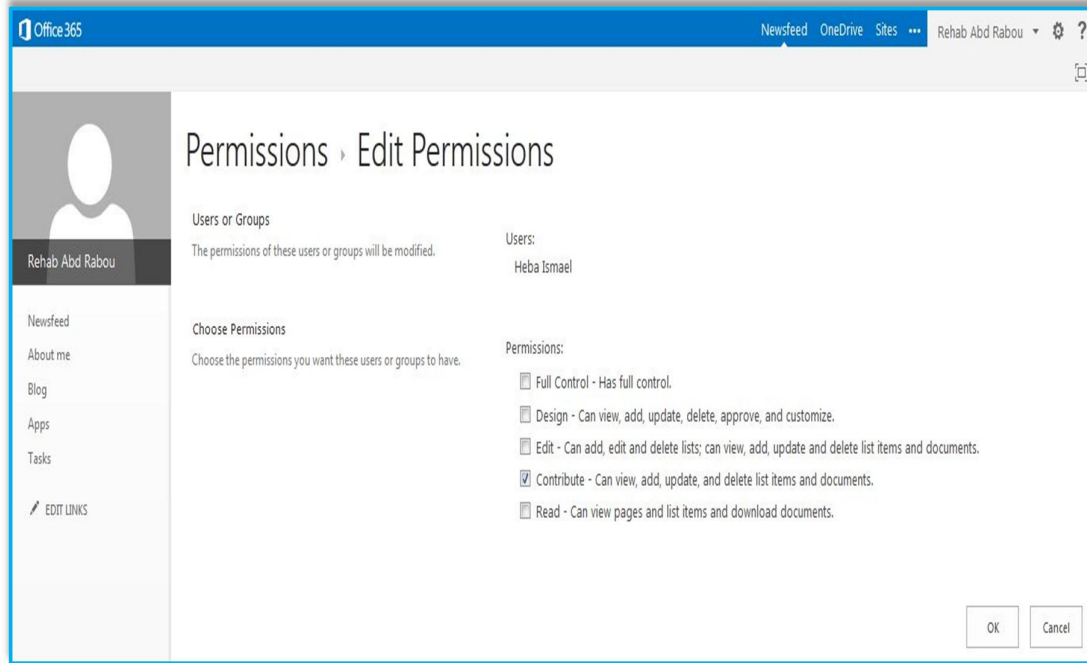 Office 365
Newsfeed OneDrive Sites ••• Rehab Abd Rabou ?
Permissions Edit Permissions
Rehab Abd Rabou
Newsfeed
About me
Blog
Apps
Tasks
EDIT LINKS
Users or Groups
The permissions of these users or groups will be modified.
Users:
Heba Ismael
Choose Permissions
Choose the permissions you want these users or groups to have.
Permissions:
Full Control - Has full control.
Design - Can view, add, update, delete, approve, and customize.
Edit - Can add, edit and delete lists; can view, add, update and delete list items and documents.
Contribute - Can view, add, update, and delete list items and documents.
Read - Can view pages and list items and download documents.
OK Cancel